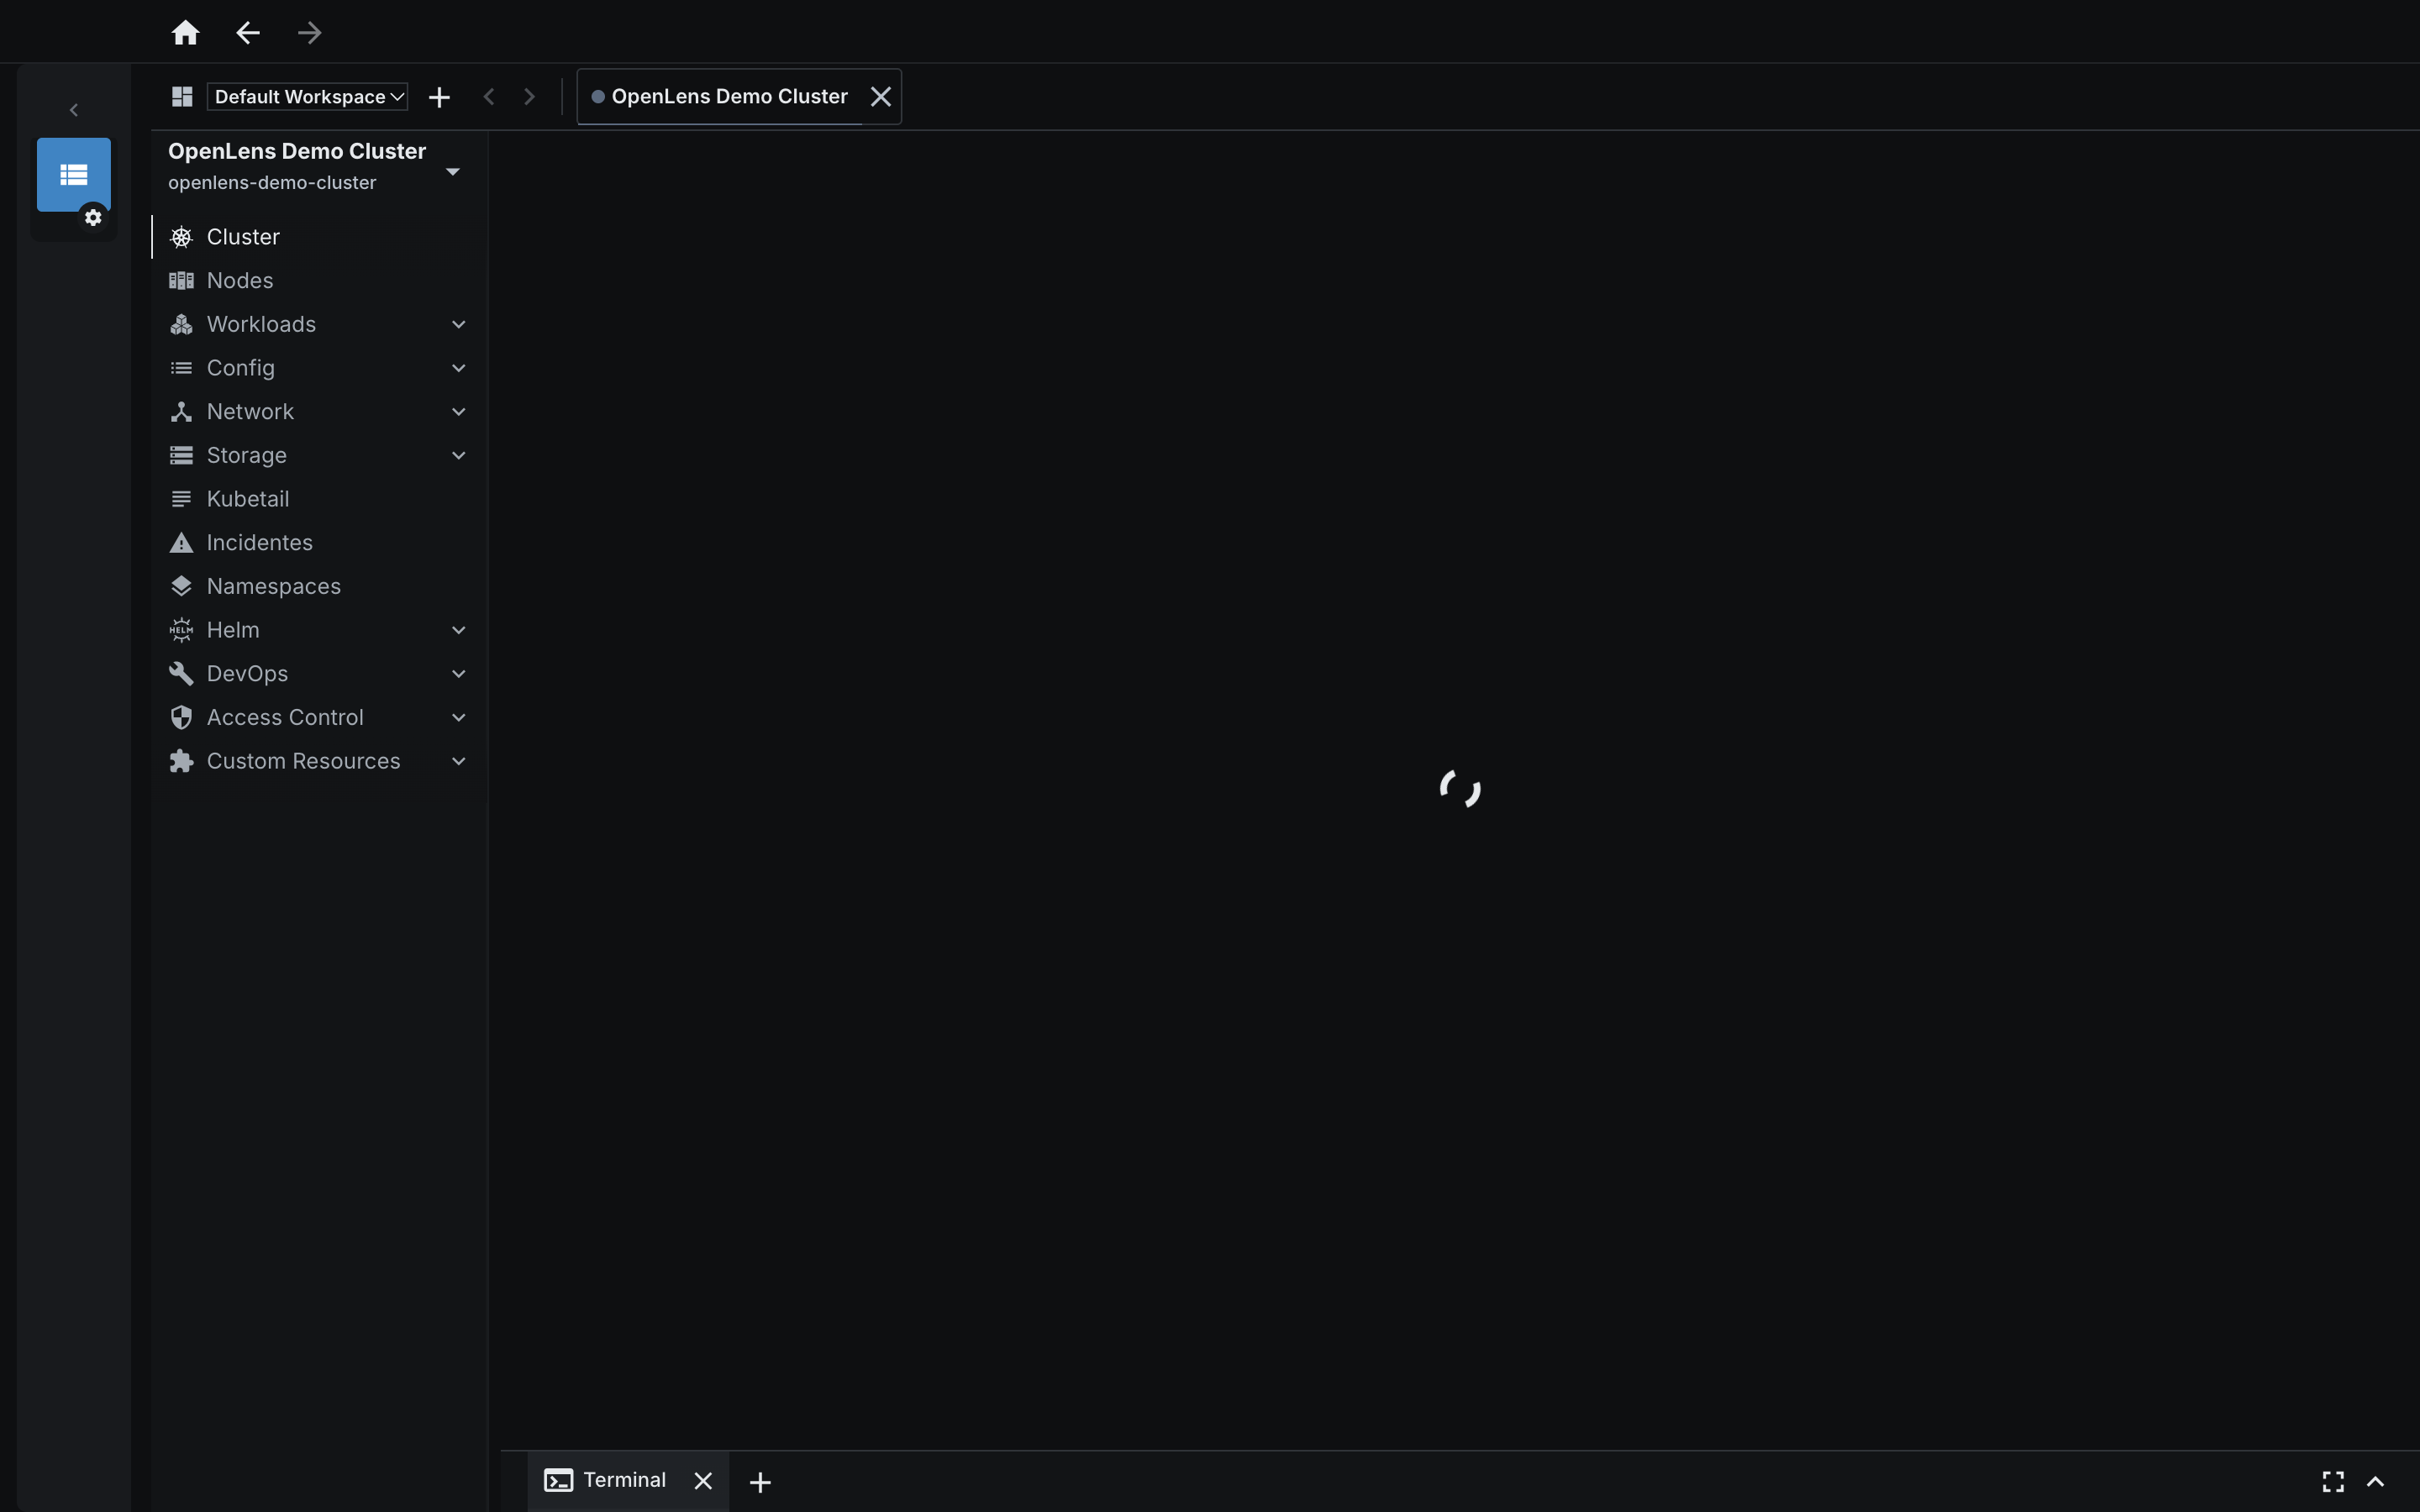 Default Workspace
OpenLens Demo Cluster
OpenLens Demo Cluster
openlens-demo-cluster
Cluster
Nodes
Workloads
Config
Network
Storage
Kubetail
Incidentes
Namespaces
HELM
Helm
DevOps
Access Control
Custom Resources
Terminal